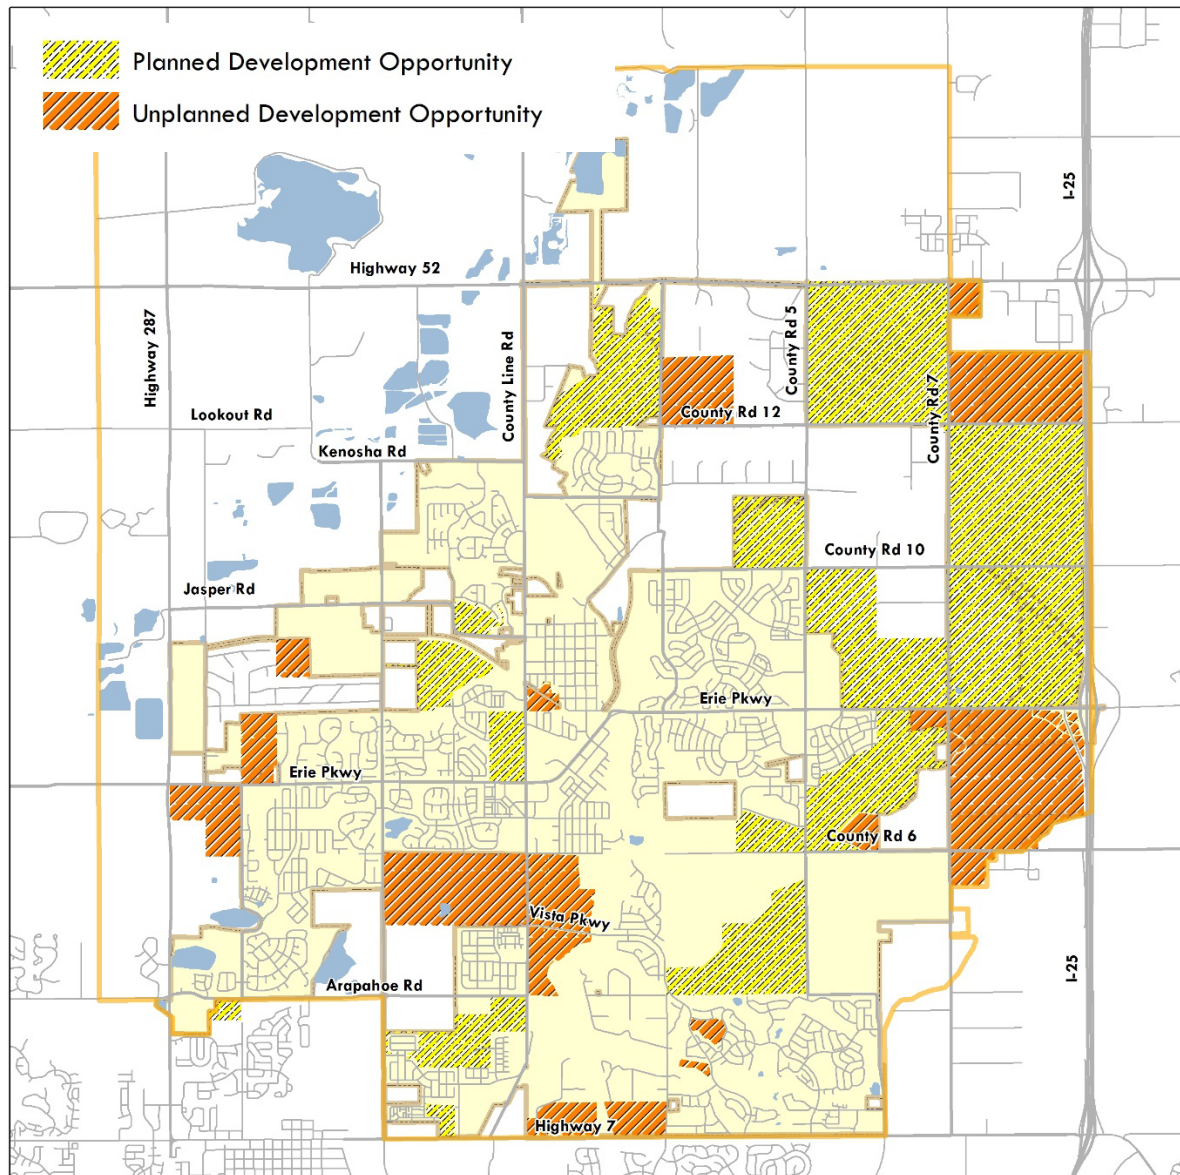 Planned Development Opportunity
Unplanned Development Opportunity
I-25
Highway 52
Highway 287
County Line Rd
County Rd 5
County Rd 7
Lookout Rd
County Rd 12
Kenosha Rd
County Rd 10
Jasper Rd
Erie Pkwy
Erie Pkwy
County Rd 6
Vista Pkwy
Arapahoe Rd
I-25
Highway 7